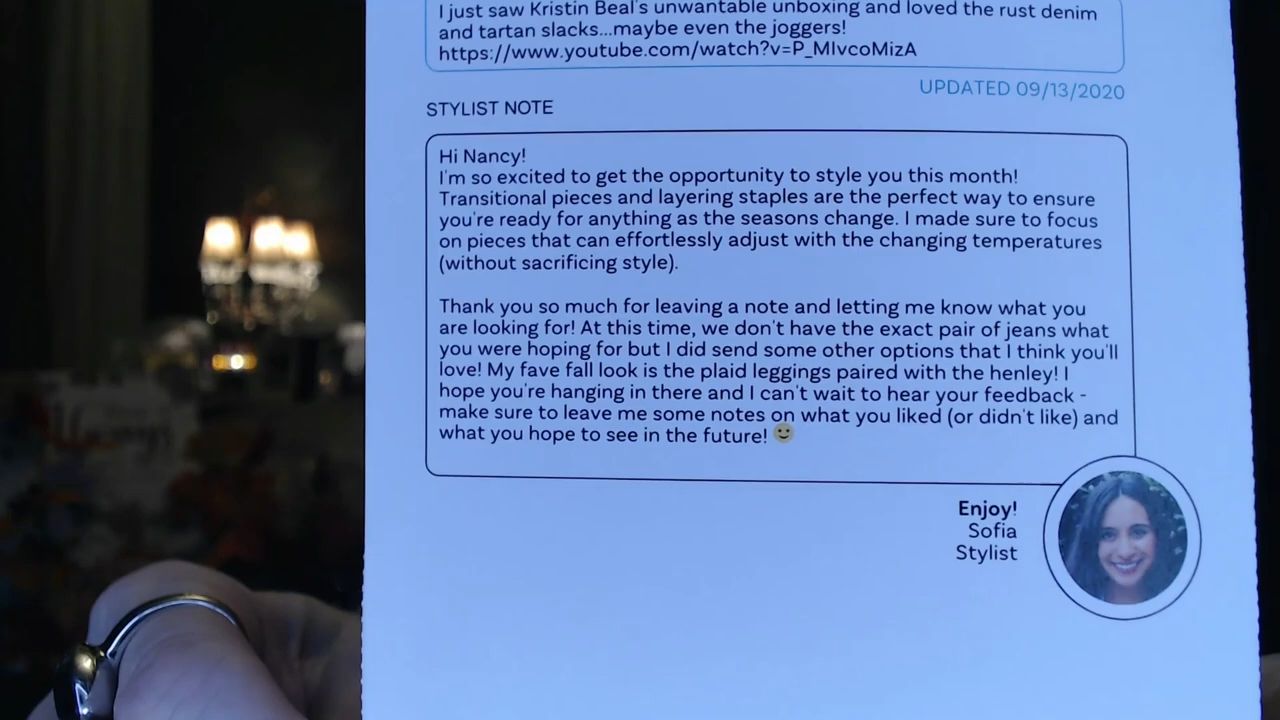 I just saw Kristin Beal's unwantable unboxing and loved the rust denim
and tartan slacks...maybe even the joggers!
https://www.youtube.com/watch?v=P_MIvcoMizA
UPDATED 09/13/2020
STYLIST NOTE
Hi Nancy!
I'm so excited to get the opportunity to style you this month!
Transitional pieces and layering staples are the perfect way to ensure
you're ready for anything as the seasons change. I made sure to focus
on pieces that can effortlessly adjust with the changing temperatures
(without sacrificing style).
Thank you so much for leaving a note and letting me know what you
are looking for! At this time, we don't have the exact pair of jeans what
you were hoping for but I did send some other options that I think you'll
love! My fave fall look is the plaid leggings paired with the henley! I
hope you're hanging in there and I can't wait to hear your feedback -
make sure to leave me some notes on what you liked (or didn't like) and
what you hope to see in the future! 🙂
Enjoy!
Sofia
Stylist